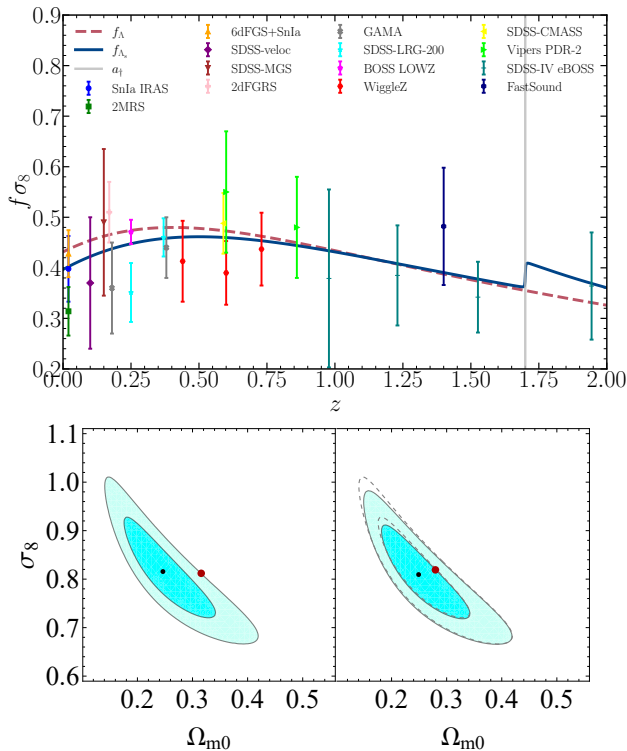 f_Λ 6dFGS+SnIa GAMA SDSS-CMASS
f_Λs SDSS-veloc SDSS-LRG-200 Vipers PDR-2
a_† SDSS-MGS BOSS LOWZ SDSS-IV eBOSS
SnIa IRAS 2dFGRS WiggleZ FastSound
2MRS
0.9
0.8
0.7
0.6
0.5
0.4
0.3
0.2
fσ8
0.00 0.25 0.50 0.75 1.00 1.25 1.50 1.75 2.00
z
1.1
1.0
0.9
0.8
0.7
0.6
σ8
0.2 0.3 0.4 0.5 0.2 0.3 0.4 0.5
Ωm0 Ωm0